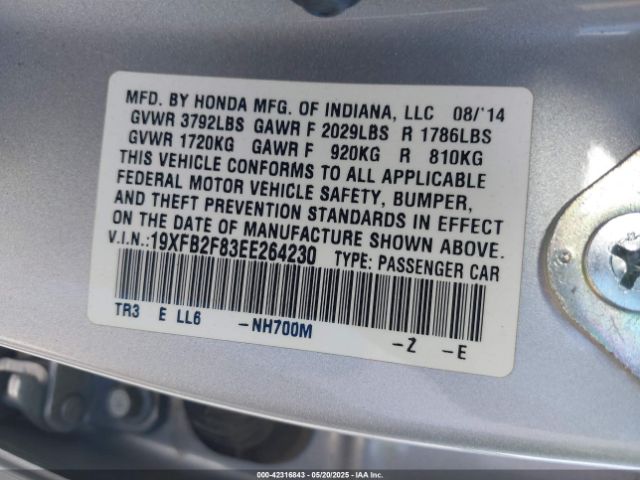 MFD. BY HONDA MFG. OF INDIANA, LLC 08/'14
GVWR 3792LBS GAWR F 2029LBS R 1786LBS
GVWR 1720KG GAWR F 920KG R 810KG
THIS VEHICLE CONFORMS TO ALL APPLICABLE
FEDERAL MOTOR VEHICLE SAFETY, BUMPER,
AND THEFT PREVENTION STANDARDS IN EFFECT
ON THE DATE OF MANUFACTURE SHOWN ABOVE.
V.I.N.:19XFB2F83EE264230 TYPE: PASSENGER CAR
TR3 E LL6 -NH700M -Z -E
000-42316843 | 05/20/2025 | IAA Inc.